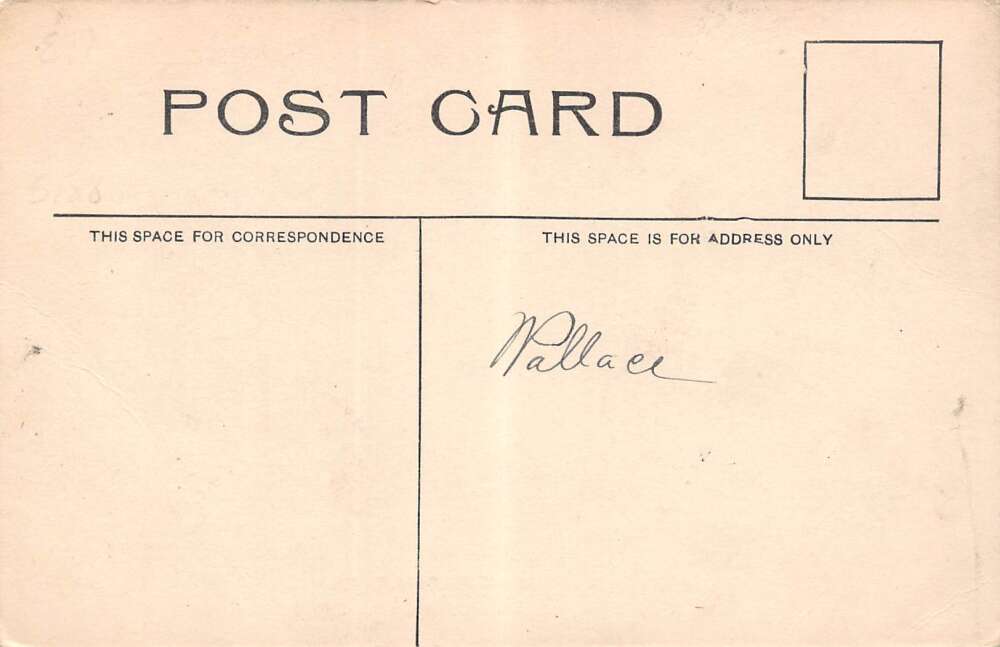 POST CARD
THIS SPACE FOR CORRESPONDENCE
THIS SPACE IS FOR ADDRESS ONLY
Wallace